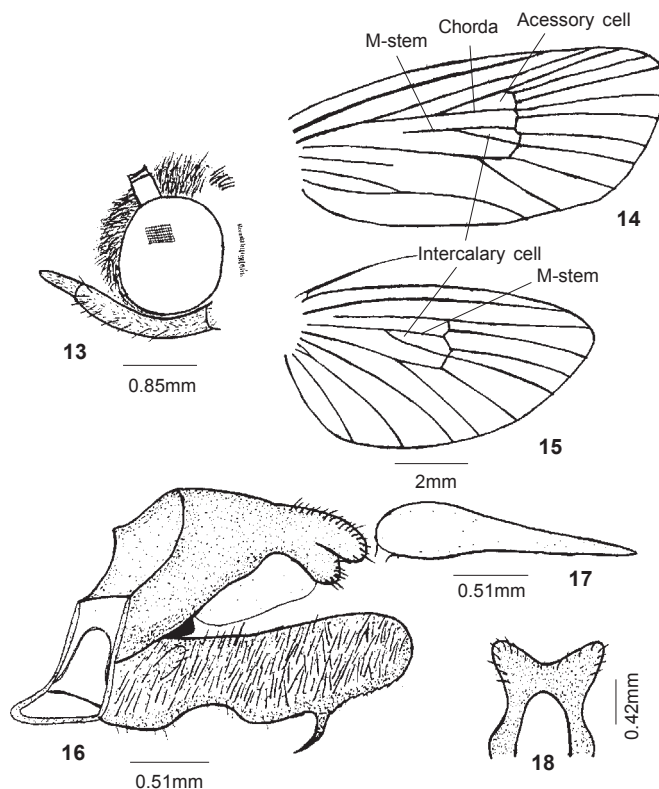 Acessory cell
Chorda
M-stem
14
Intercalary cell
M-stem
13
0.85mm
15
2mm
17
0.51mm
16
0.51mm
18
0.42mm